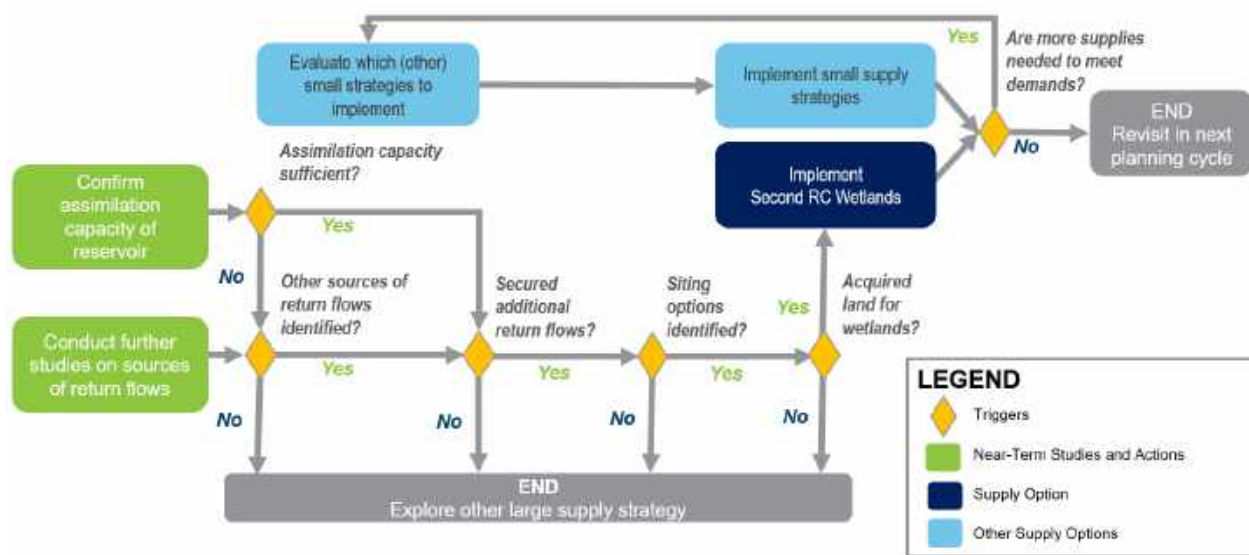 Yes
Are more supplies
needed to meet
demands?
Evaluate which (other)
small strategies to
implement
Implement small supply
strategies
END
Revisit in next
planning cycle
No
Assimilation capacity
sufficient?
Implement
Second RC Wetlands
Confirm
assimilation
capacity of
reservoir
Yes
No
Other sources of
return flows
identified?
Secured
additional
return flows?
Siting
options
identified?
Yes
Acquired
land for
wetlands?
Conduct further
studies on sources
of return flows
Yes
Yes
Yes
No
No
No
No
END
Explore other large supply strategy
LEGEND
Triggers
Near-Term Studies and Actions
Supply Option
Other Supply Options